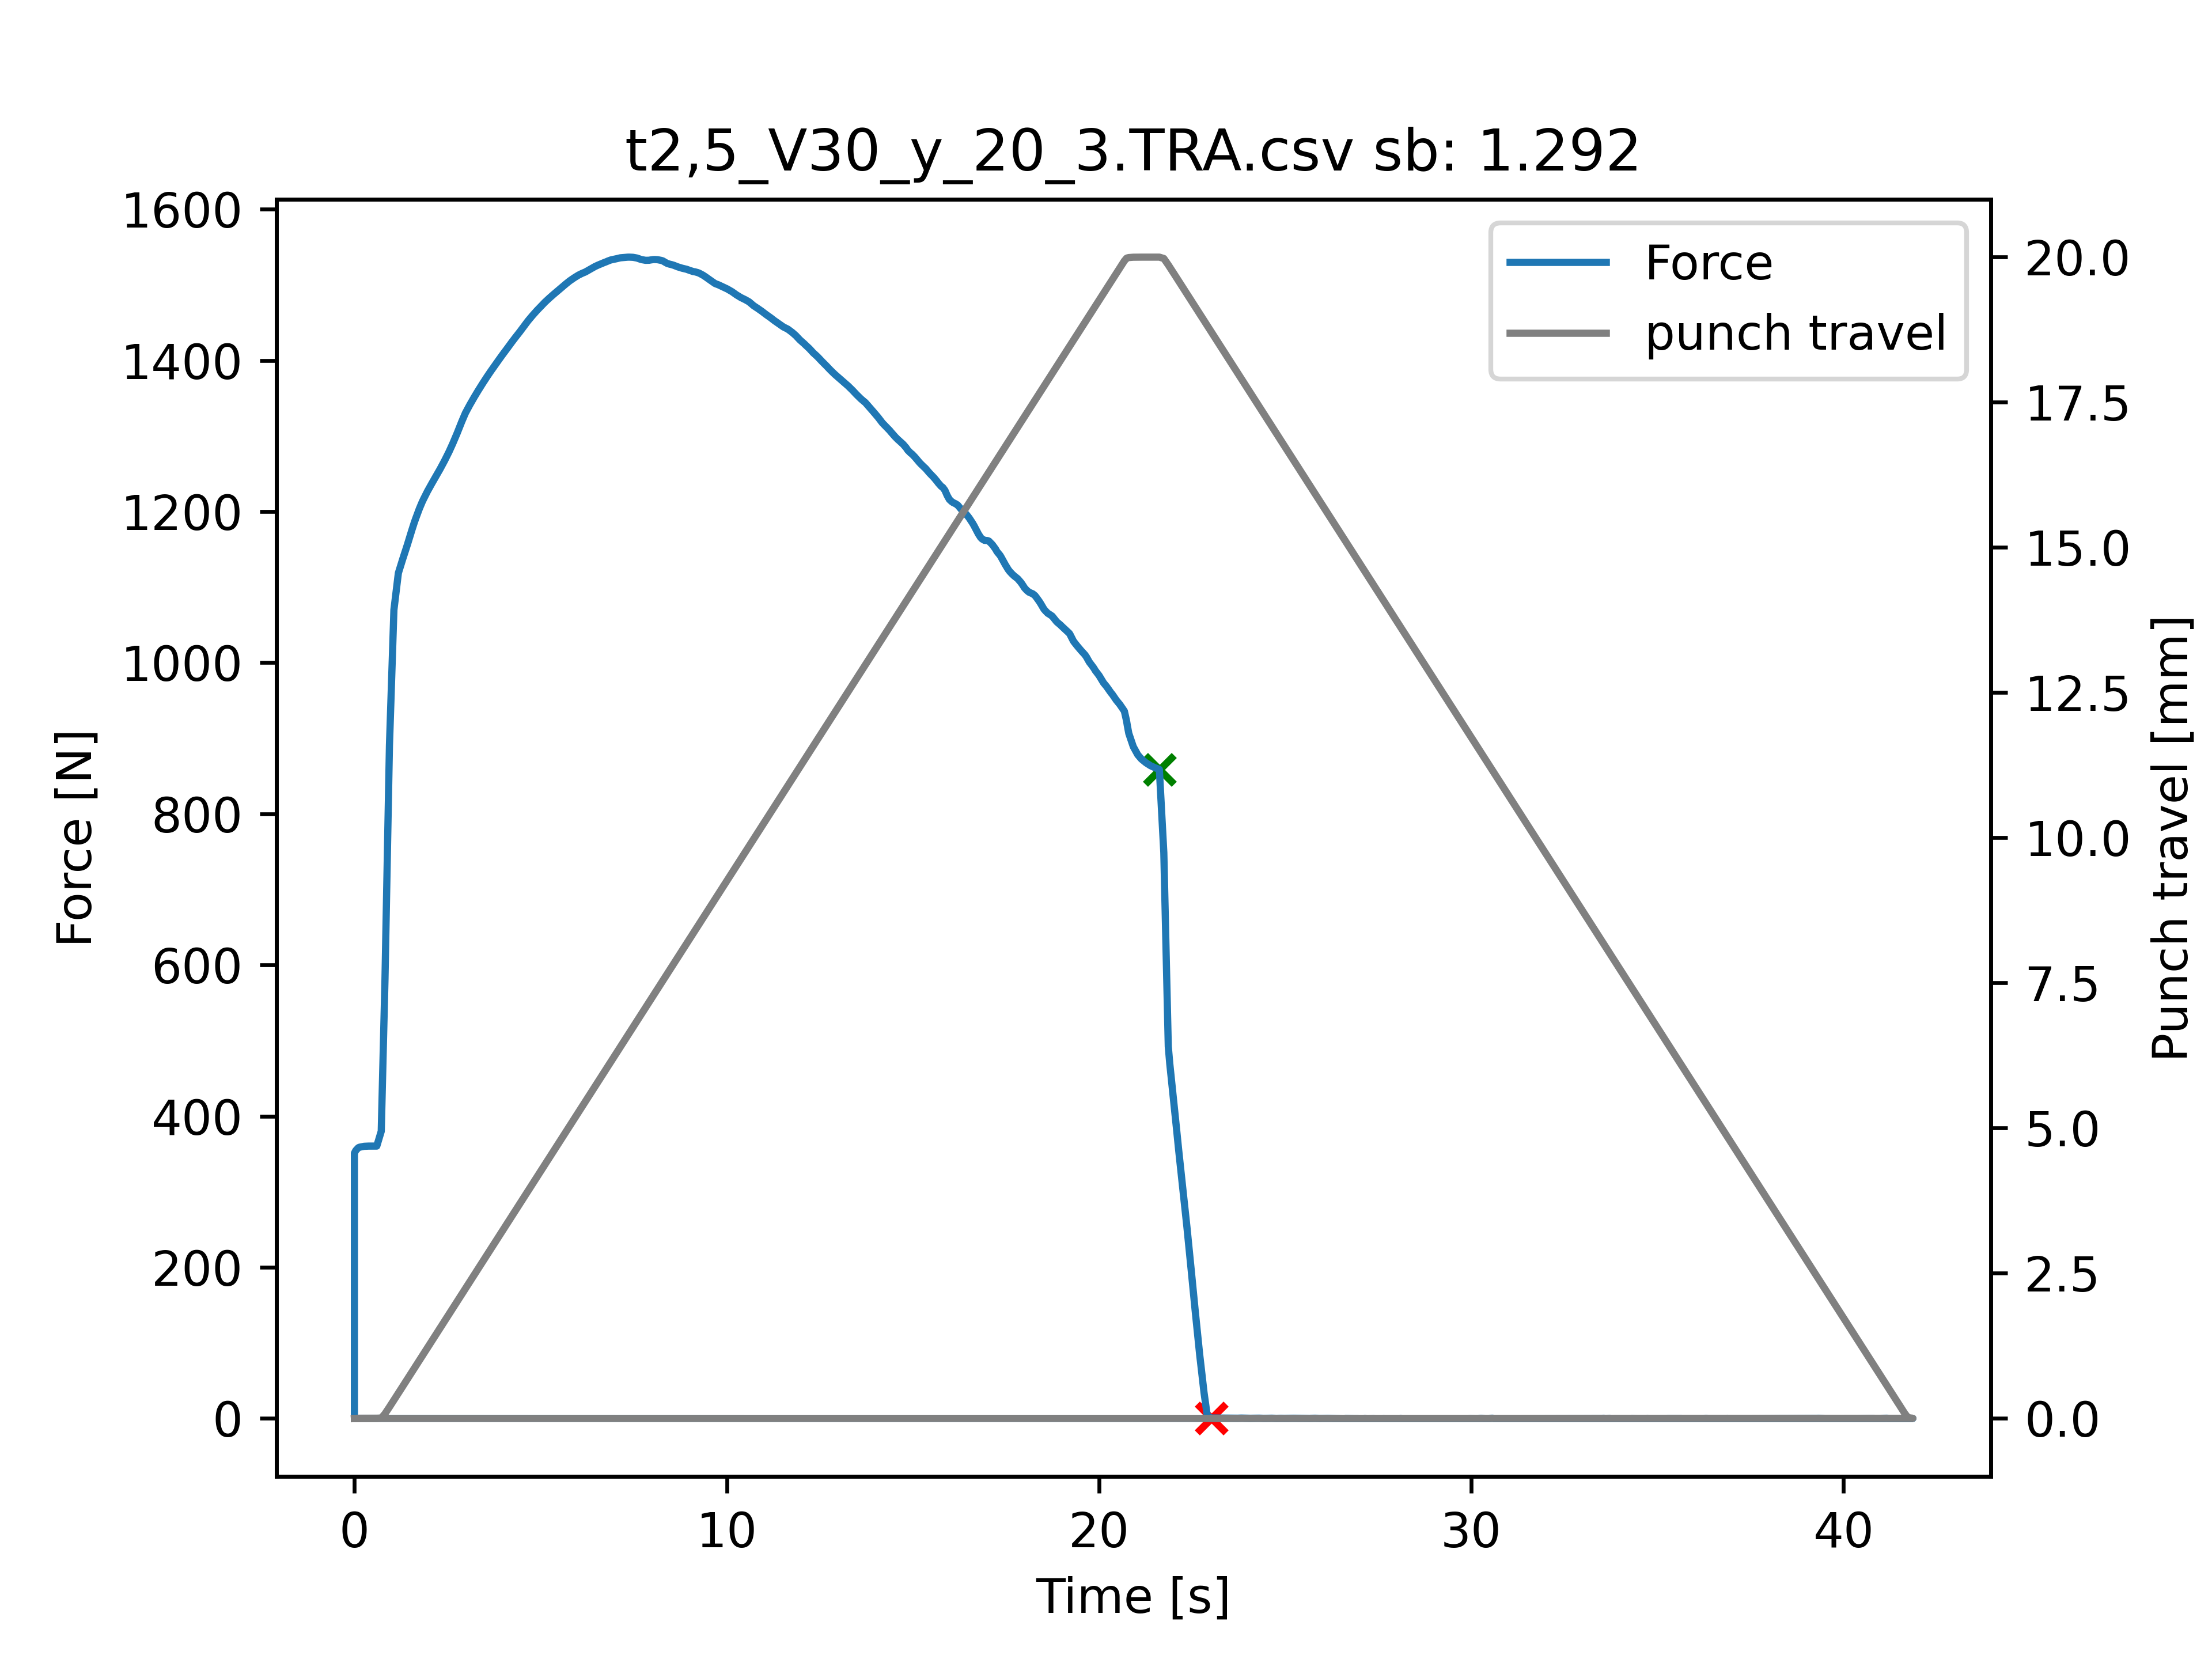 t2,5_V30_y_20_3.TRA.csv sb: 1.292
1600
1400
1200
1000
800
600
400
200
0
Force [N]
Force
punch travel
20.0
17.5
15.0
12.5
10.0
7.5
5.0
2.5
0.0
Punch travel [mm]
0 10 20 30 40
Time [s]